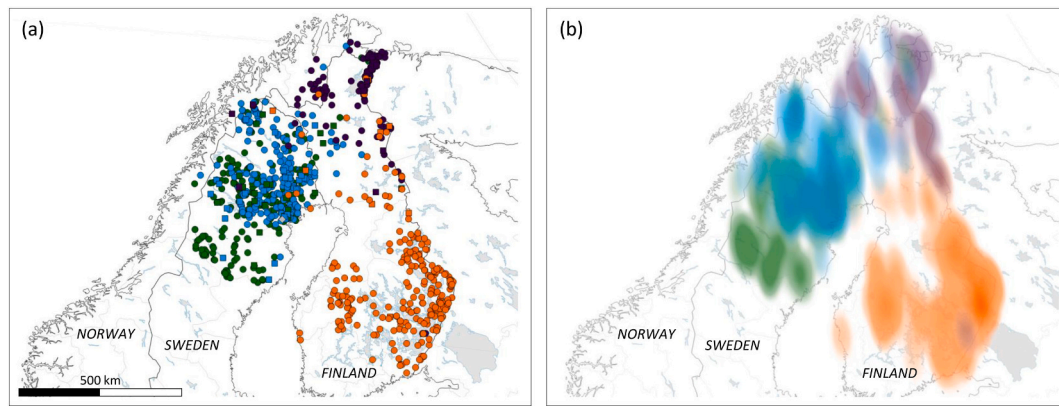 (a)
NORWAY
SWEDEN
FINLAND
500 km
(b)
NORWAY
SWEDEN
FINLAND